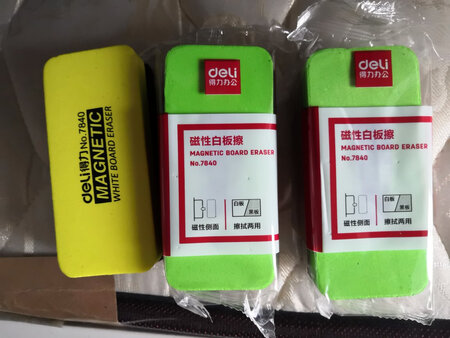 deli得力No.7840
MAGNETIC
WHITE BOARD ERASER
deli
得力办公
磁性白板擦
MAGNETIC BOARD ERASER
No.7840
白板
黑板
磁性侧面
擦拭两用
deli
得力办公
磁性白板擦
MAGNETIC BOARD ERASER
No.7840
白板
黑板
磁性侧面
擦拭两用